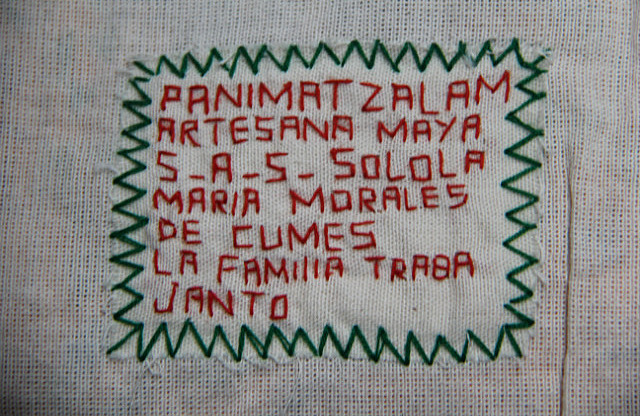 PANIMATZALAM
ARTESANA MAYA
S-A-S- SOLOLA
MARIA MORALES
DE CUMES
LA FAMIIIA TRABA
JANTO